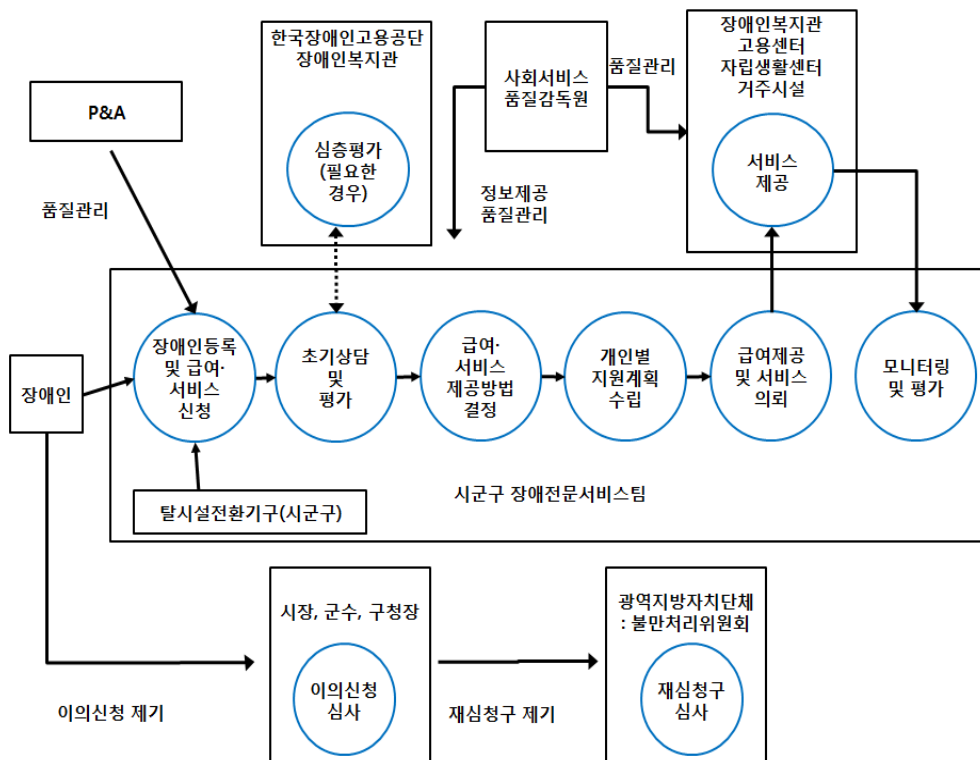 한국장애인고용공단
장애인복지관
심층평가
(필요한
경우)
P&A
품질관리
사회서비스
품질감독원
품질관리
정보제공
품질관리
장애인복지관
고용센터
자립생활센터
거주시설
서비스
제공
장애인
장애인등록
및 급여·
서비스
신청
초기상담
및
평가
급여·
서비스
제공방법
결정
개인별
지원계획
수립
급여제공
및 서비스
의뢰
모니터링
및 평가
탈시설전환기구(시군구)
시군구 장애전문서비스팀
이의신청 제기
시장, 군수, 구청장
이의신청
심사
재심청구 제기
광역지방자치단체
: 불만처리위원회
재심청구
심사